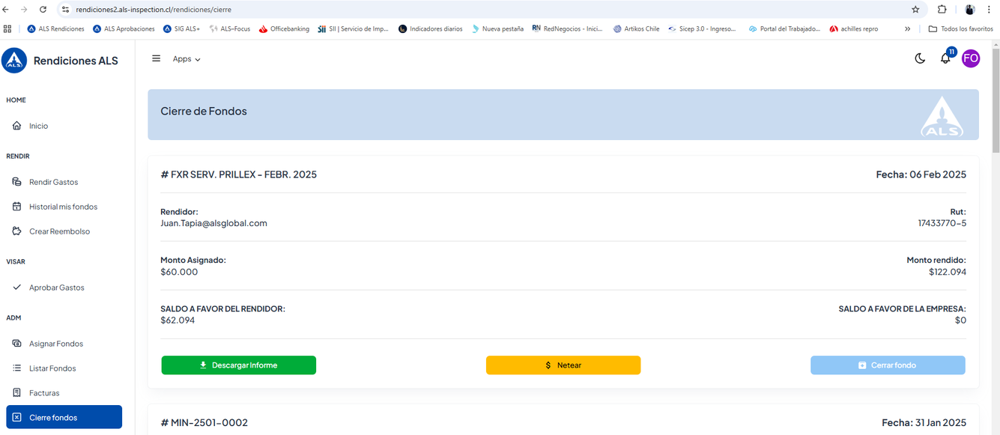 rendiciones2.als-inspection.cl/rendiciones/cierre
ALS Rendiciones ALS Aprobaciones SIG ALS+ ALS–Focus Officebanking SII | Servicio de Imp... Indicadores diarios Nueva pestaña RN RedNegocios - Inici... Artikos Chile Sicep 3.0 - Ingreso... Portal del Trabajado... achilles repro » Todos los favoritos
ALS Rendiciones ALS
Apps
11
FO
HOME
Inicio
RENDIR
Rendir Gastos
Historial mis fondos
Crear Reembolso
VISAR
Aprobar Gastos
ADM
Asignar Fondos
Listar Fondos
Facturas
Cierre fondos
Cierre de Fondos
ALS
# FXR SERV. PRILLEX - FEBR. 2025
Fecha: 06 Feb 2025
Rendidor:
Juan.Tapia@alsglobal.com
Rut:
17433770-5
Monto Asignado:
$60.000
Monto rendido:
$122.094
SALDO A FAVOR DEL RENDIDOR:
$62.094
SALDO A FAVOR DE LA EMPRESA:
$0
Descargar Informe
$ Netear
Cerrar fondo
# MIN-2501-0002
Fecha: 31 Jan 2025